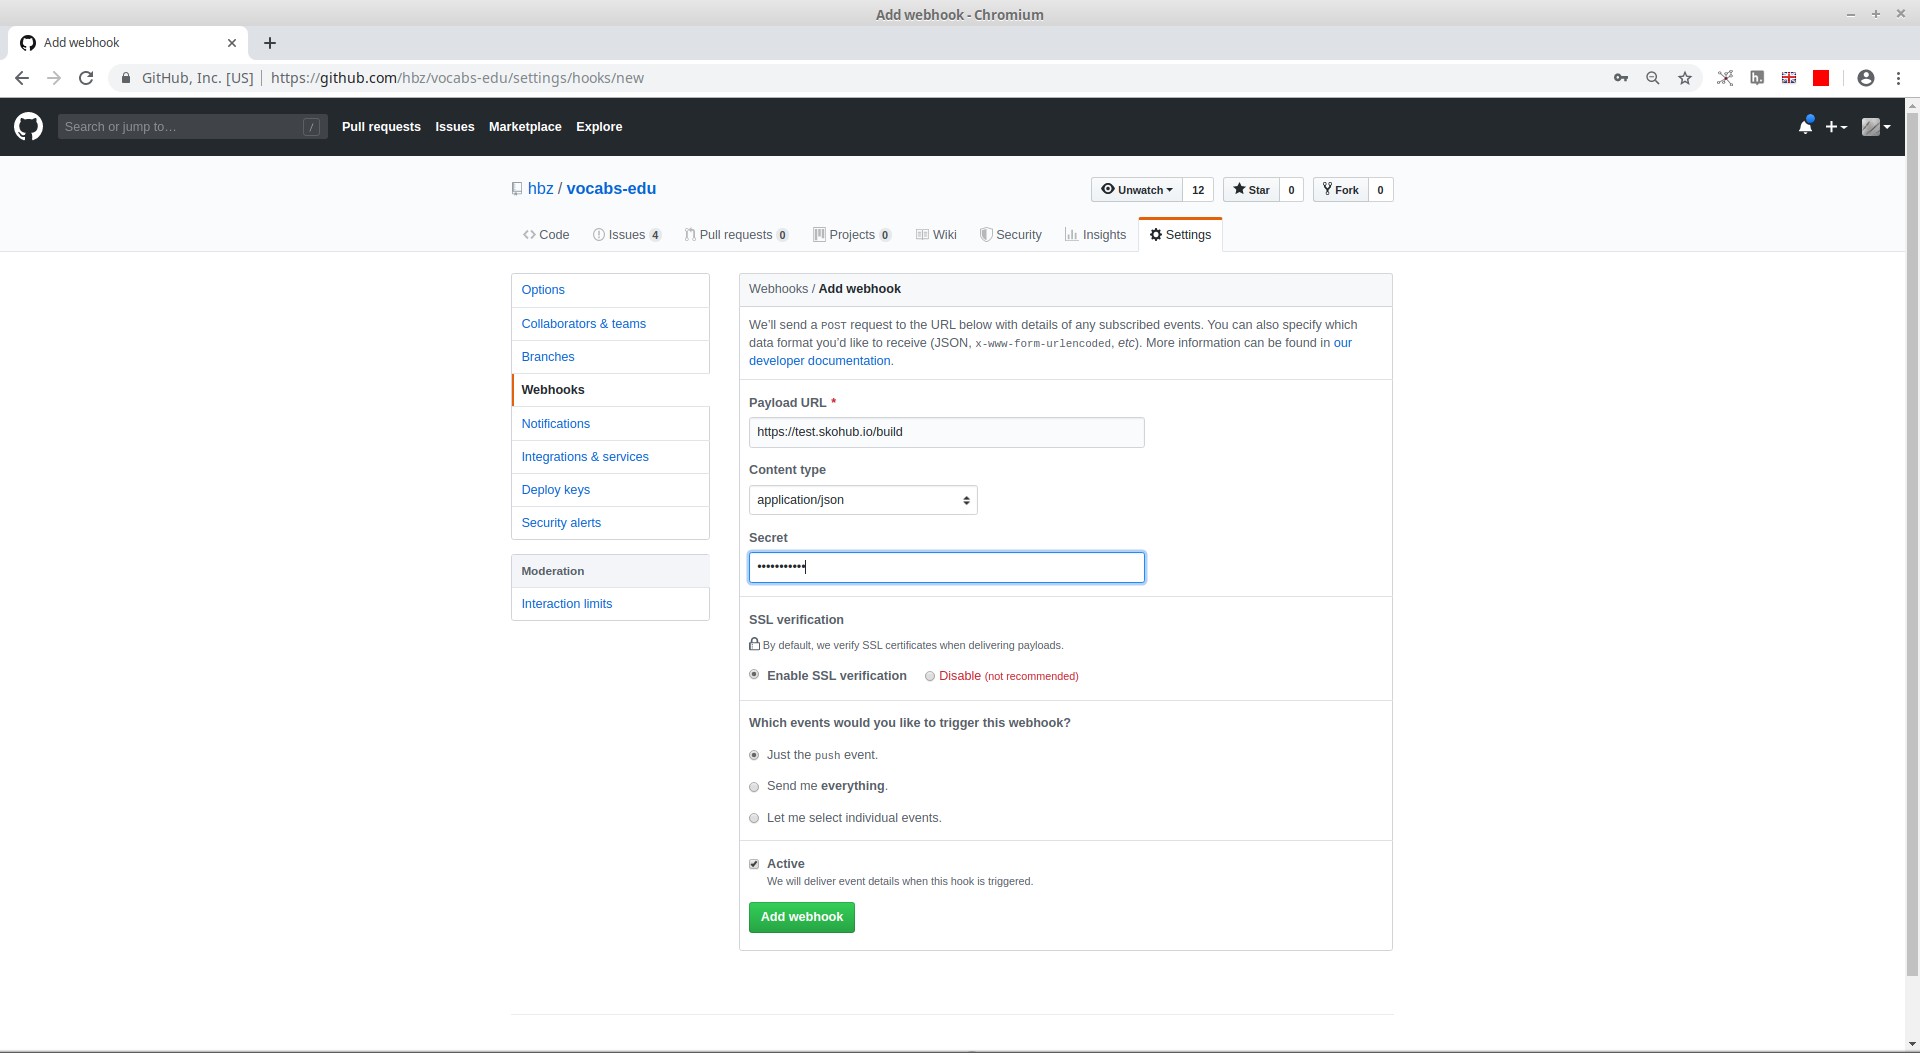 Add webhook - Chromium
Add webhook
GitHub, Inc. [US] https://github.com/hbz/vocabs-edu/settings/hooks/new
Search or jump to… / Pull requests Issues Marketplace Explore
hbz / vocabs-edu Unwatch 12 Star 0 Fork 0
Code Issues 4 Pull requests 0 Projects 0 Wiki Security Insights Settings
Options
Collaborators & teams
Branches
Webhooks
Notifications
Integrations & services
Deploy keys
Security alerts
Moderation
Interaction limits
Webhooks / Add webhook
We'll send a POST request to the URL below with details of any subscribed events. You can also specify which
data format you'd like to receive (JSON, x-www-form-urlencoded, etc). More information can be found in our
developer documentation.
Payload URL *
https://test.skohub.io/build
Content type
application/json
Secret
•••••••••••
SSL verification
By default, we verify SSL certificates when delivering payloads.
Enable SSL verification Disable (not recommended)
Which events would you like to trigger this webhook?
Just the push event.
Send me everything.
Let me select individual events.
Active
We will deliver event details when this hook is triggered.
Add webhook